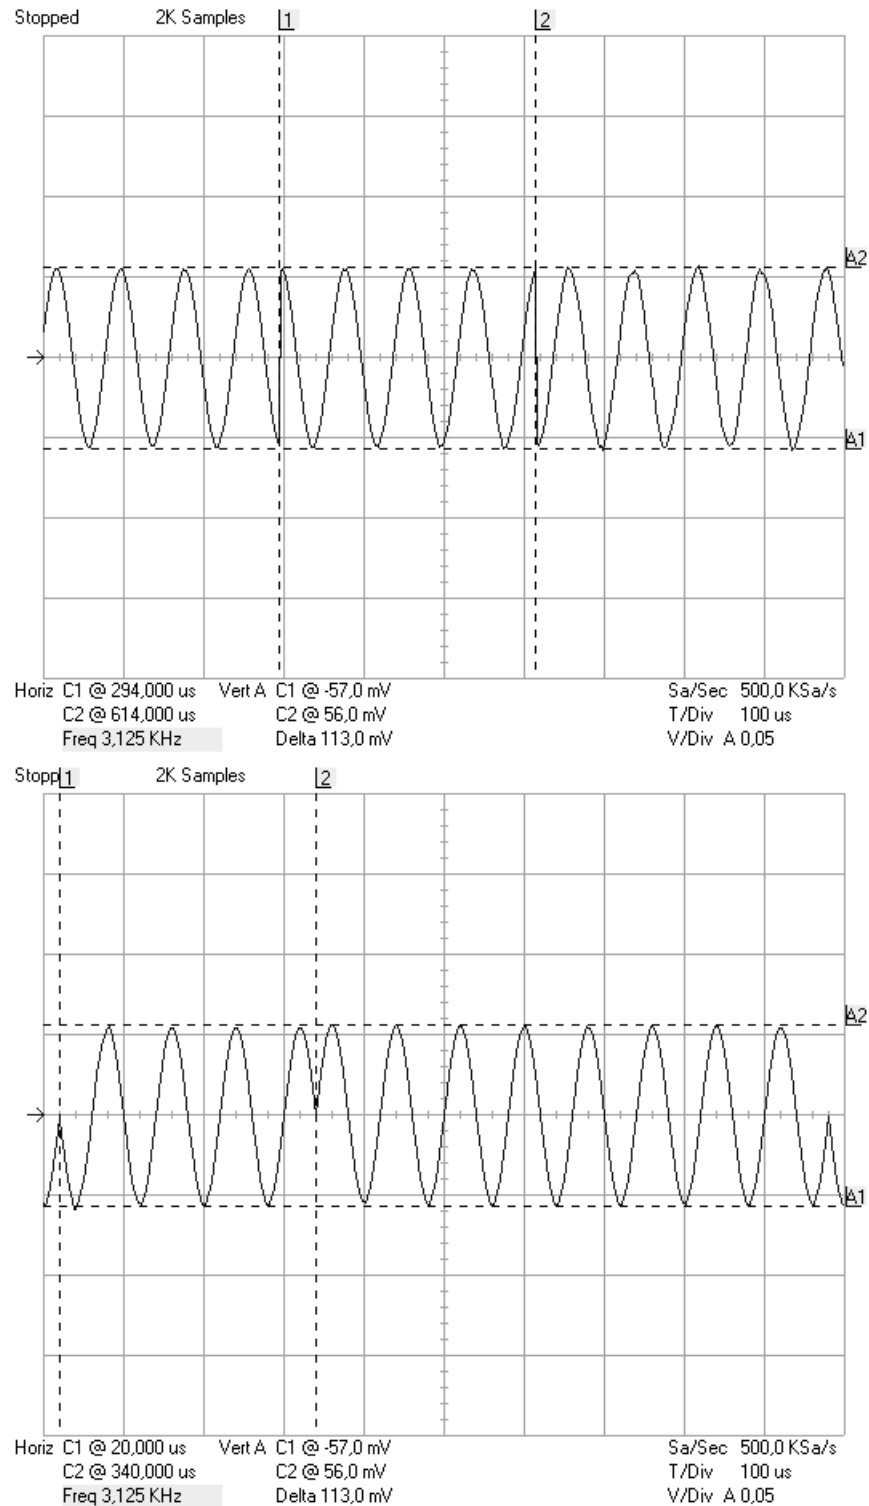 Stopped 2K Samples 1 2
A2
A1
Horiz C1 @ 294,000 us Vert A C1 @ -57,0 mV Sa/Sec 500,0 KSa/s
C2 @ 614,000 us C2 @ 56,0 mV T/Div 100 us
Freq 3,125 KHz Delta 113,0 mV V/Div A 0,05
Stopp 1 2K Samples 2
A2
A1
Horiz C1 @ 20,000 us Vert A C1 @ -57,0 mV Sa/Sec 500,0 KSa/s
C2 @ 340,000 us C2 @ 56,0 mV T/Div 100 us
Freq 3,125 KHz Delta 113,0 mV V/Div A 0,05